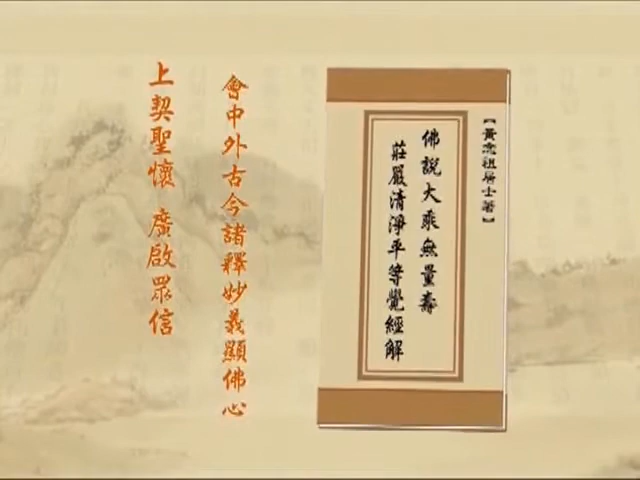 【黃念祖居士著】
佛說大乘無量壽
莊嚴清淨平等覺經解
會中外古今諸釋妙義顯佛心
上契聖懷 廣啟眾信